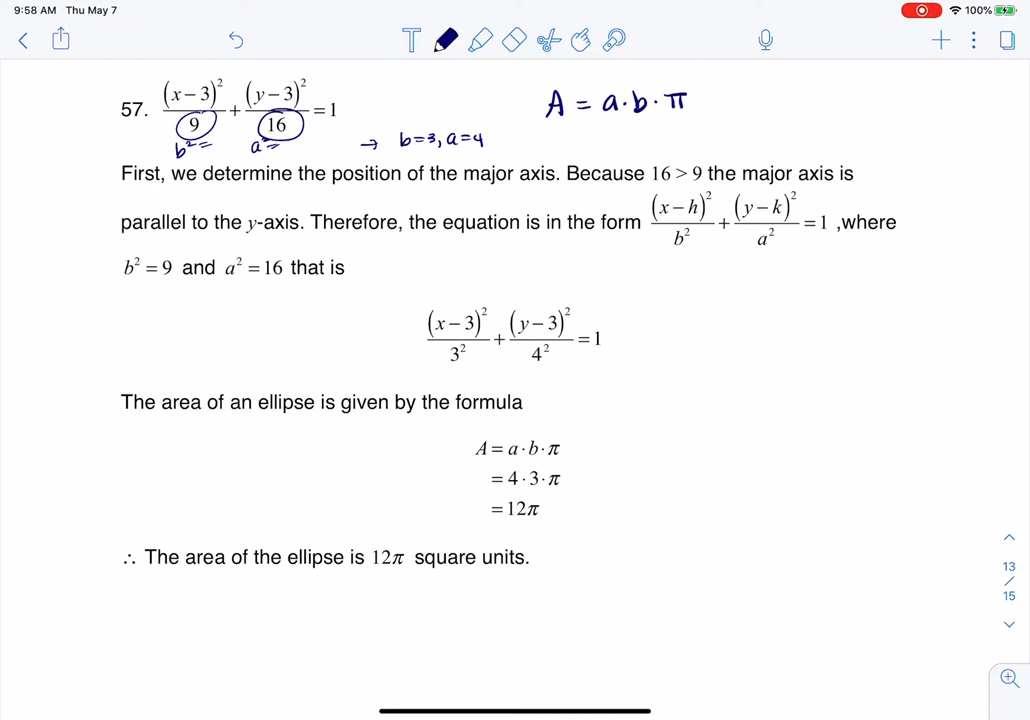 9:58 AM Thu May 7
100%
57. (x−3)²/9 + (y−3)²/16 = 1
A = a·b·π
b²= a²=
→ b=3, a=4
First, we determine the position of the major axis. Because 16 > 9 the major axis is
parallel to the y-axis. Therefore, the equation is in the form (x−h)²/b² + (y−k)²/a² = 1 ,where
b² = 9 and a² = 16 that is
(x−3)²/3² + (y−3)²/4² = 1
The area of an ellipse is given by the formula
A = a·b·π
= 4·3·π
= 12π
∴ The area of the ellipse is 12π square units.
13
/
15